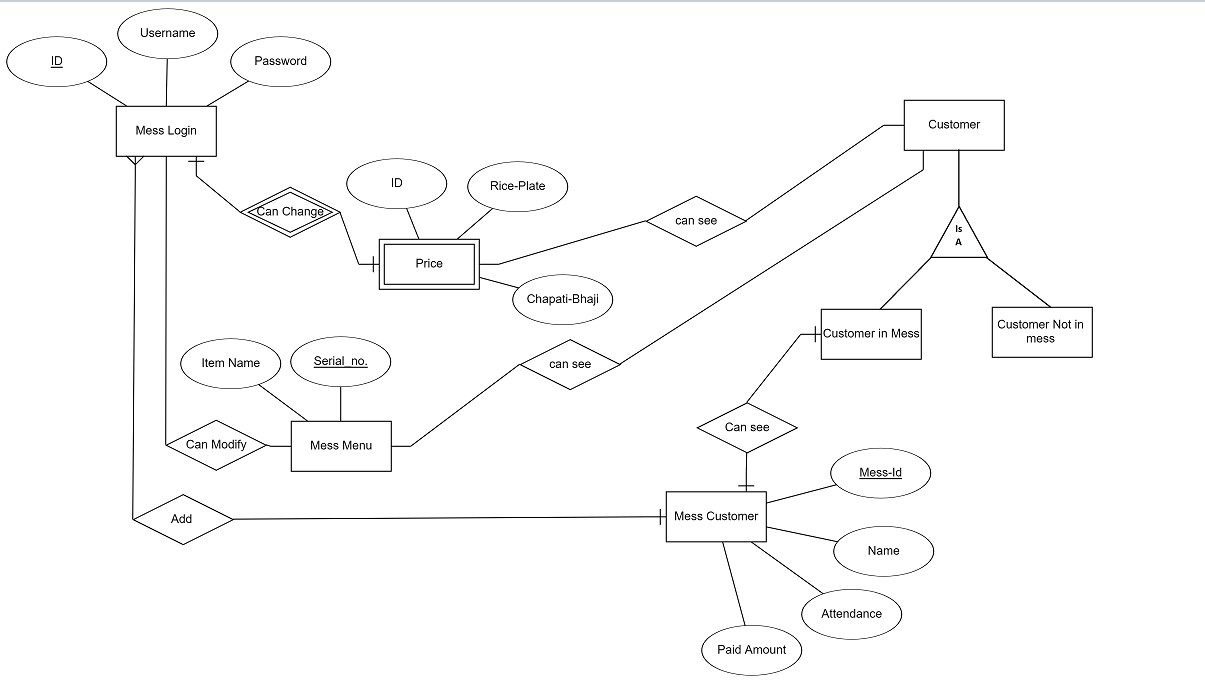 Username
ID
Password
Mess Login
Customer
ID
Rice-Plate
Can Change
can see
Is
A
Price
Chapati-Bhaji
Customer in Mess
Customer Not in
mess
Item Name
Serial_no.
can see
Can Modify
Mess Menu
Can see
Mess-Id
Add
Mess Customer
Name
Attendance
Paid Amount